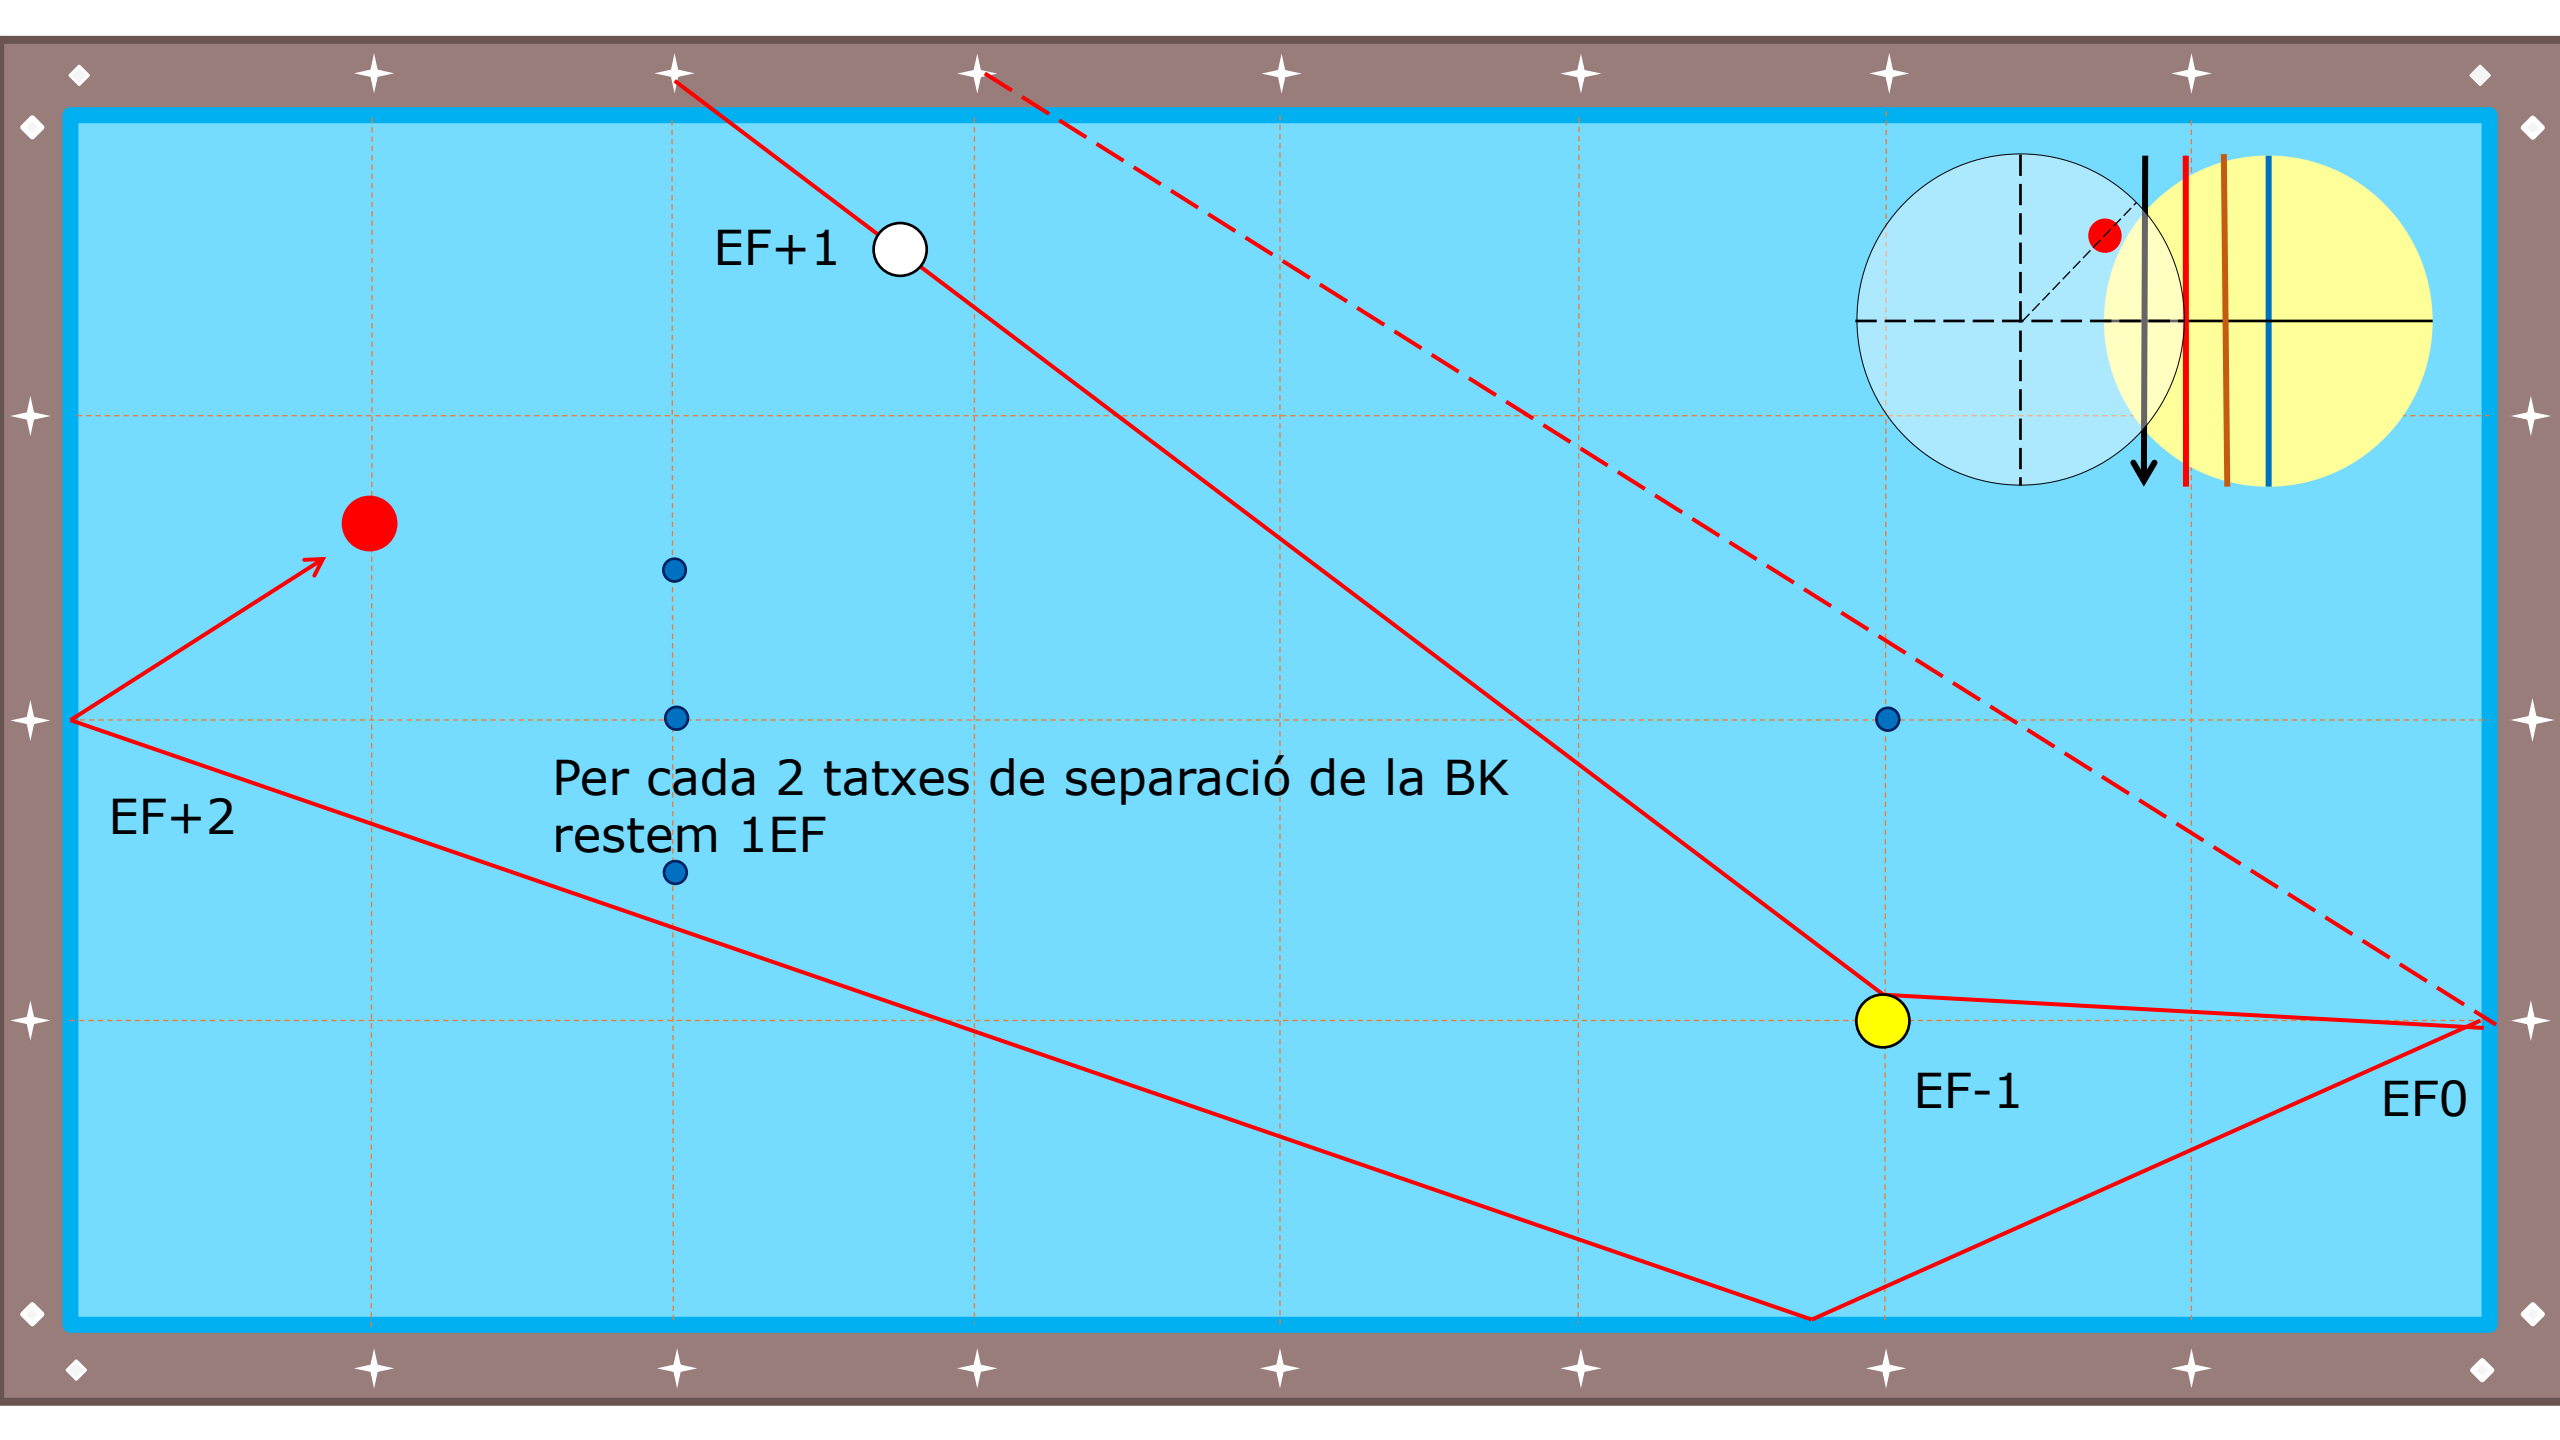 EF+1
Per cada 2 tatxes de separació de la BK
restem 1EF
EF+2
EF-1
EF0